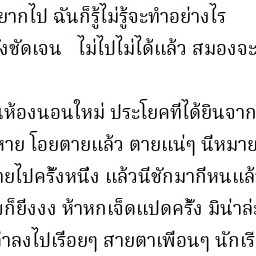 ยากไป ฉันก็รู้ไม่รู้จะทำอย่างไร
ังชัดเจน ไม่ไปไม่ได้แล้ว สมองจะ
นห้องนอนใหม่ ประโยคที่ได้ยินจาก
หาย โอยตายแล้ว ตายแน่ๆ นี่หมาย
ายไปครั้งหนึ่ง แล้วนี่ชักมากี่หนแล้
ก็ยิ่งงง ห้าหกเจ็ดแปดครั้ง มิน่าล่ะ
ำลงไปเรื่อยๆ สายตาเพื่อนๆ นักเรี